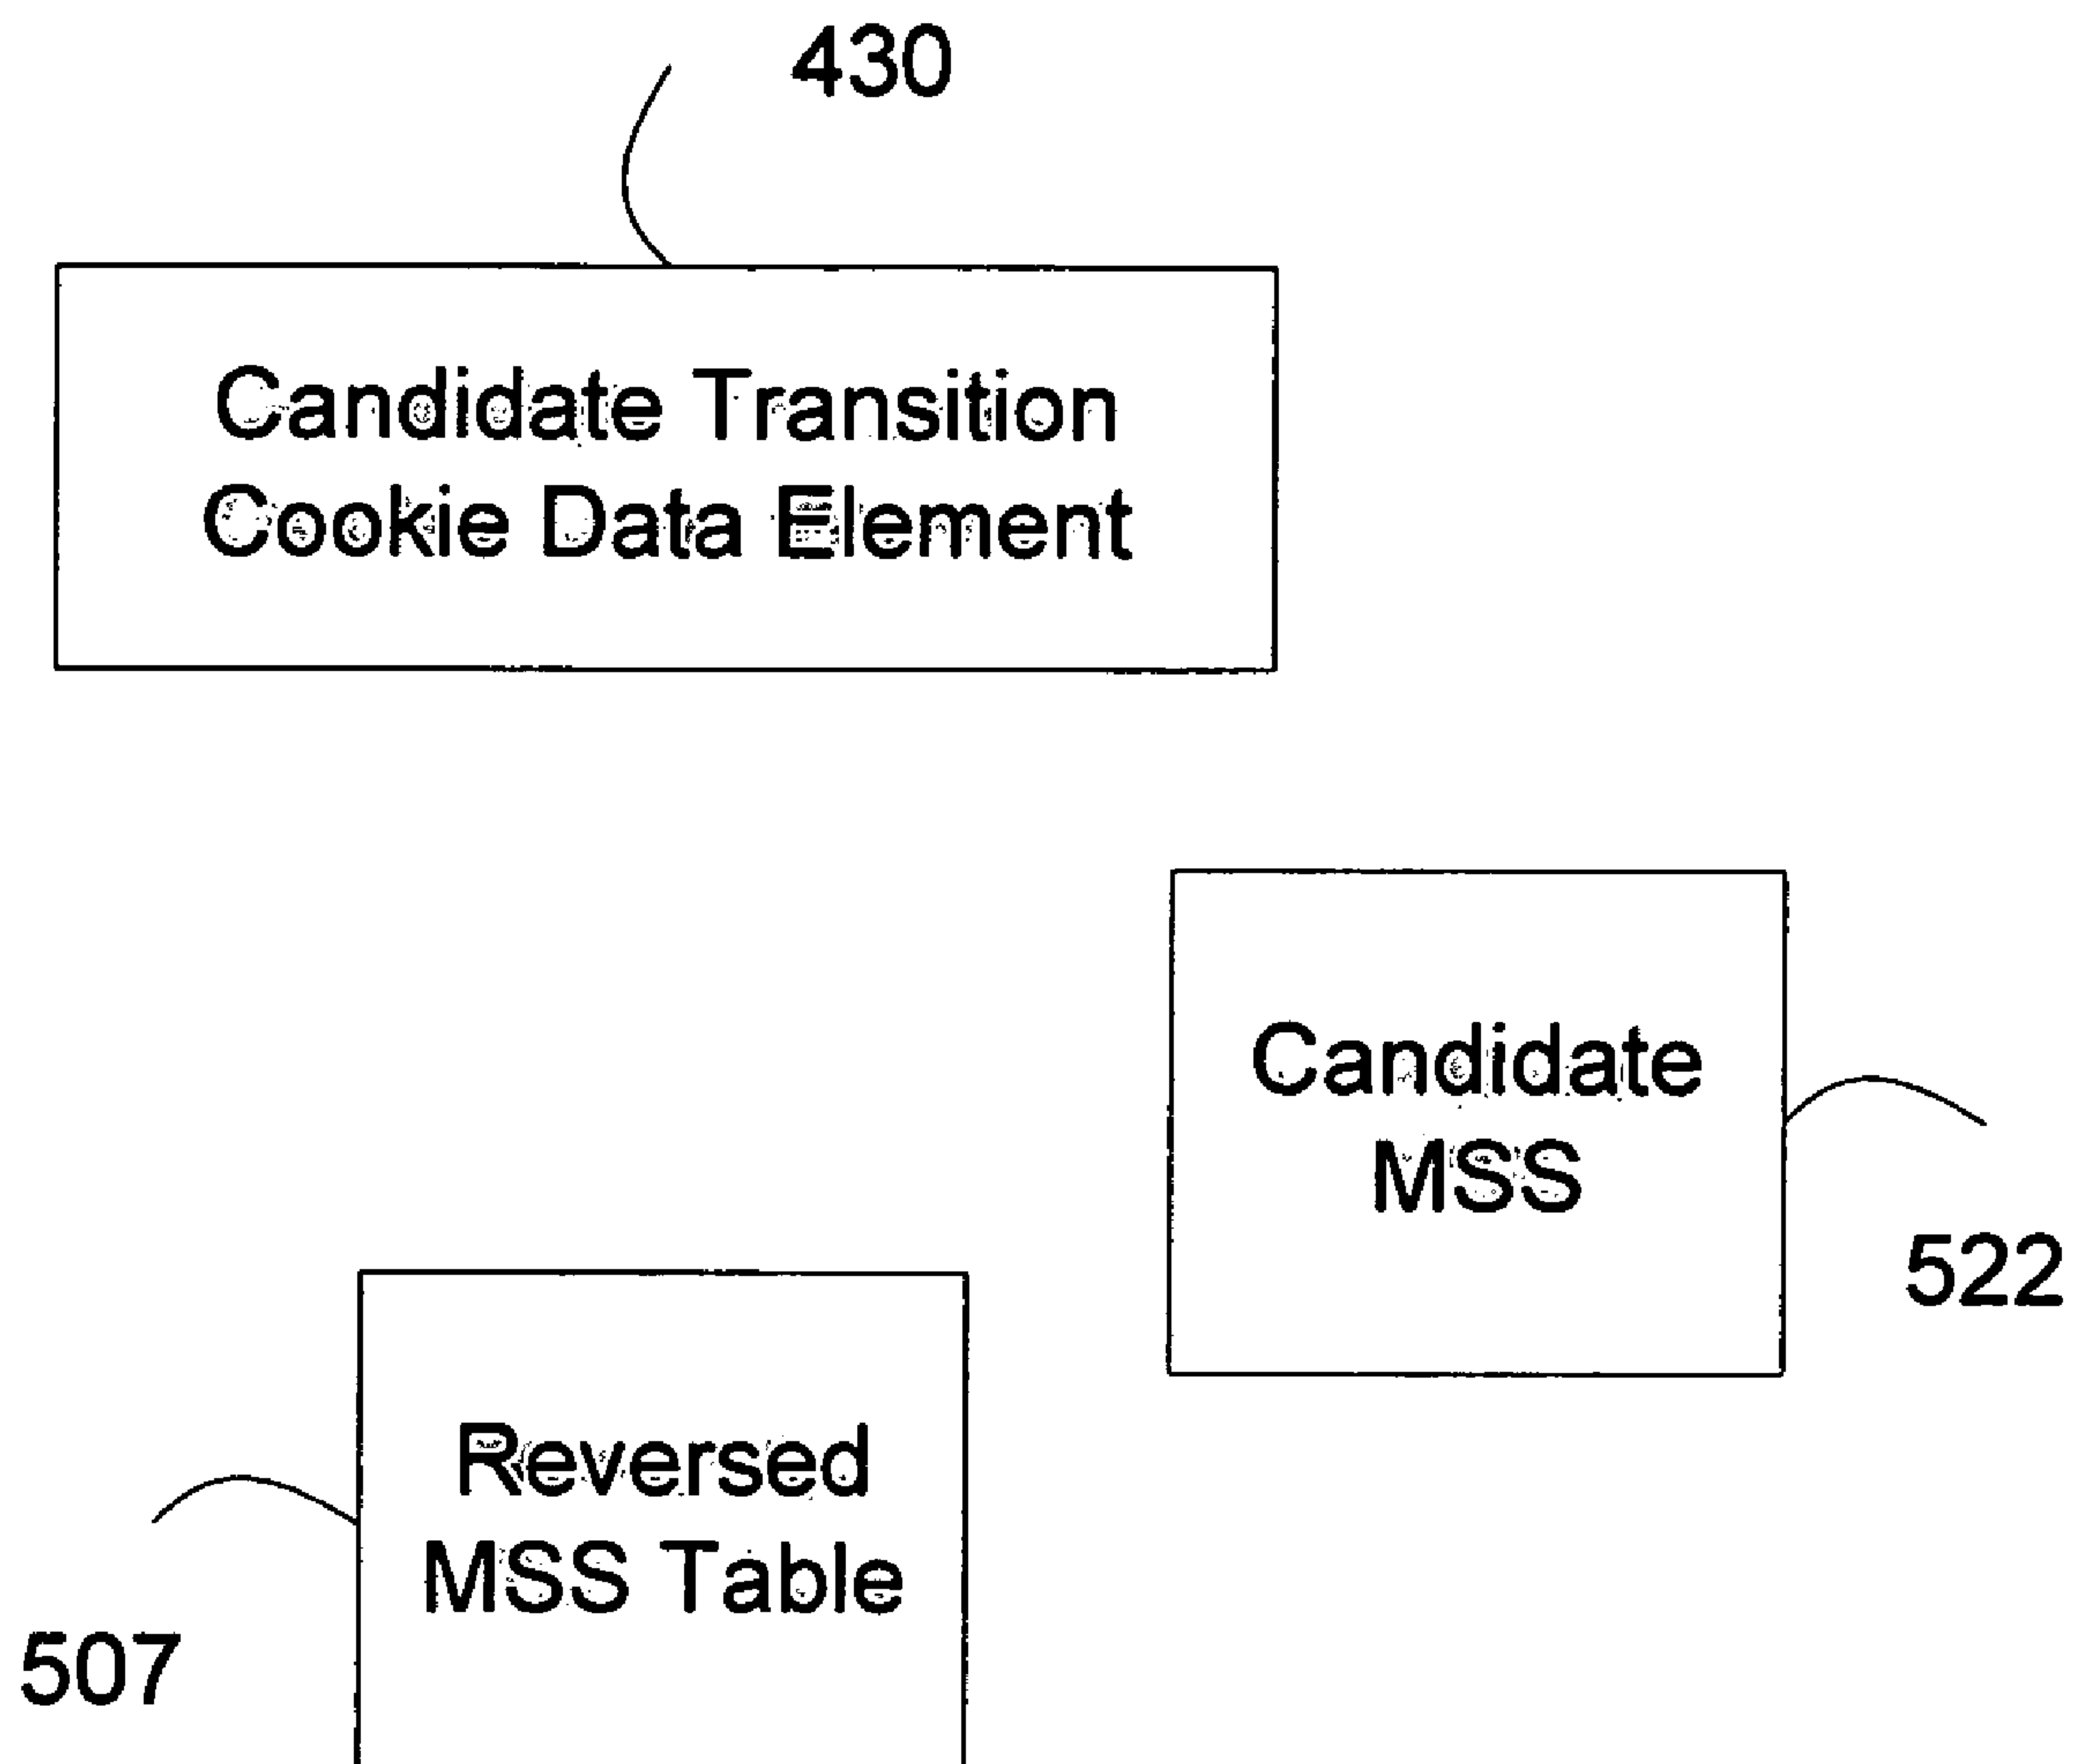 430
Candidate Transition
Cookie Data Element
Candidate
MSS
522
Reversed
MSS Table
507